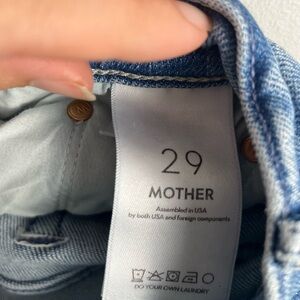 29
MOTHER
Assembled in USA
by both USA and foreign components
DO YOUR OWN LAUNDRY